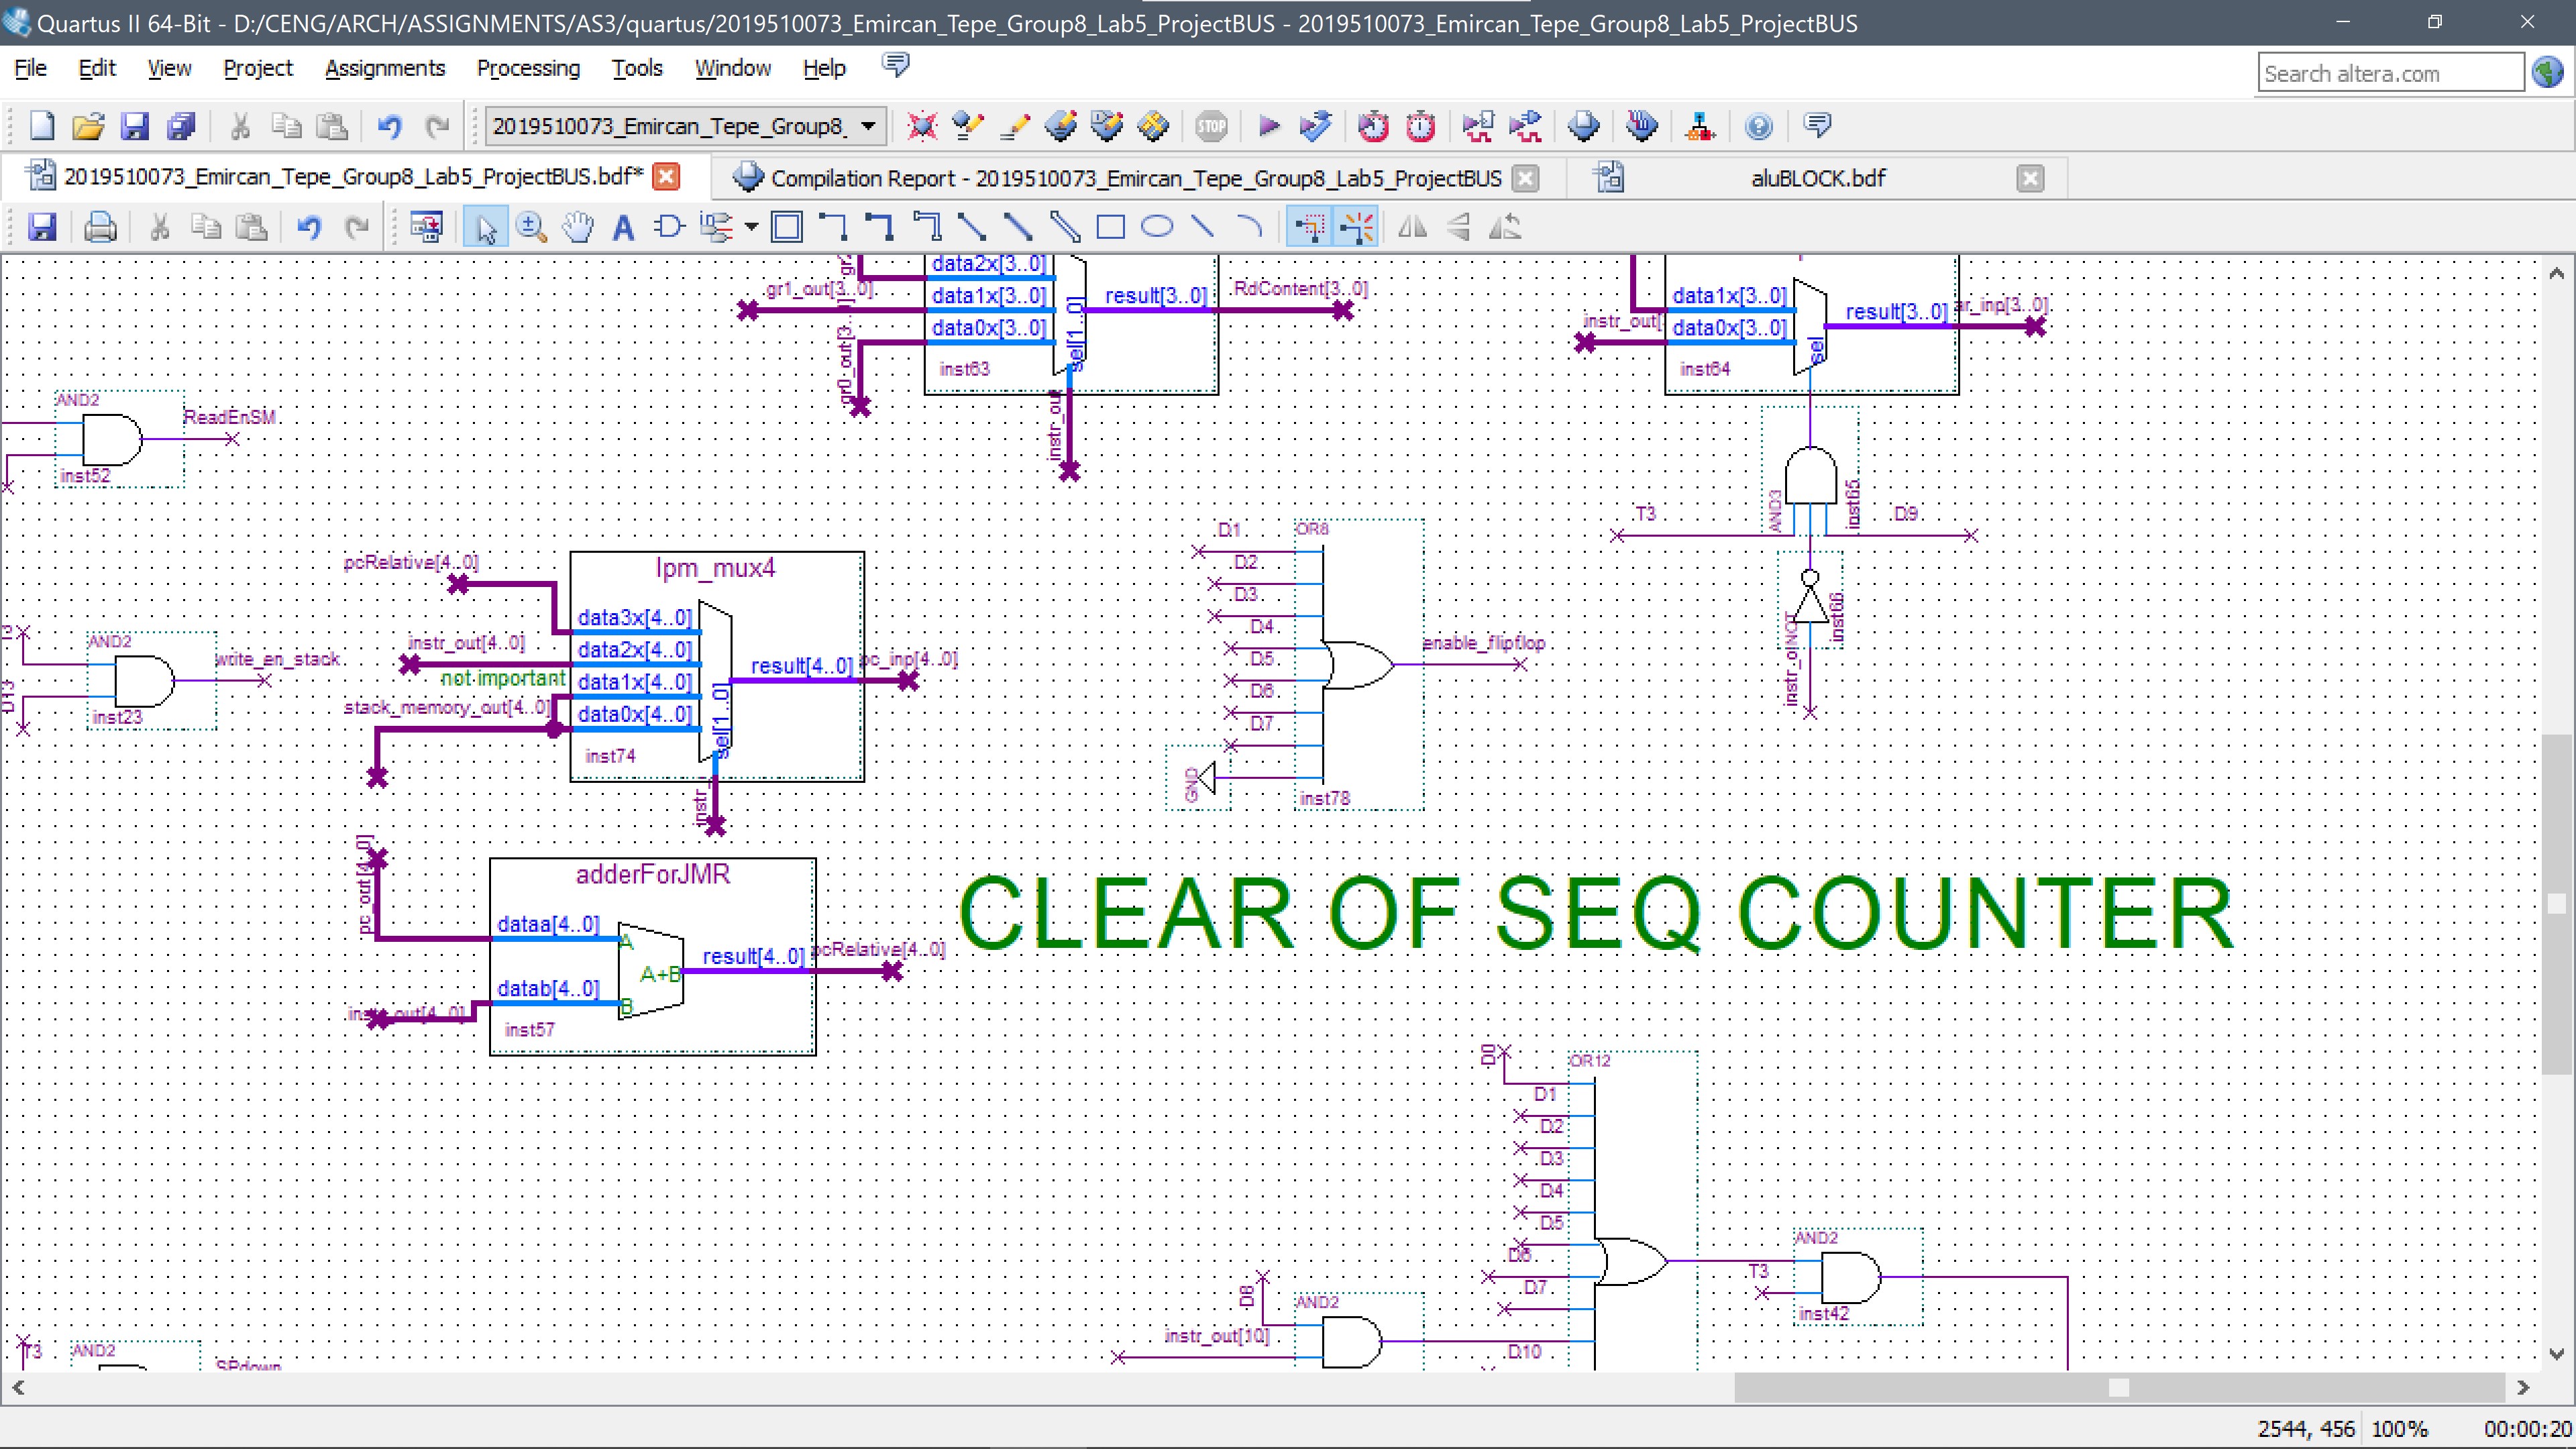 Quartus II 64-Bit - D:/CENG/ARCH/ASSIGNMENTS/AS3/quartus/2019510073_Emircan_Tepe_Group8_Lab5_ProjectBUS - 2019510073_Emircan_Tepe_Group8_Lab5_ProjectBUS
File Edit View Project Assignments Processing Tools Window Help
Search altera.com
2019510073_Emircan_Tepe_Group8_
STOP
2019510073_Emircan_Tepe_Group8_Lab5_ProjectBUS.bdf*
Compilation Report - 2019510073_Emircan_Tepe_Group8_Lab5_ProjectBUS
aluBLOCK.bdf
data2x[3..0]
gr1_out[3..0]
data1x[3..0]
data0x[3..0]
gr0_out[3..
sel[1..0]
result[3..0]
RdContent[3..0]
inst63
instr_out
data1x[3..0]
instr_out[
data0x[3..0]
sel
result[3..0]
ar_inp[3..0]
inst64
AND2
ReadEnSM
inst52
AND3
inst65
T3
D9
NOT
inst66
instr_o
pcRelative[4..0]
lpm_mux4
data3x[4..0]
instr_out[4..0]
data2x[4..0]
not important
data1x[4..0]
stack_memory_out[4..0]
data0x[4..0]
sel[1..0]
result[4..0]
pc_inp[4..0]
inst74
instr_
AND2
write_en_stack
D13
inst23
OR8
D1
D2
D3
D4
D5
D6
D7
GND
enable_flipflop
inst78
pc_out[4..0]
adderForJMR
dataa[4..0]
A
A+B
result[4..0]
pcRelative[4..0]
datab[4..0]
B
instr_out[4..0]
inst57
CLEAR OF SEQ COUNTER
D0
OR12
D1
D2
D3
D4
D5
D6
D7
D8
AND2
instr_out[10]
D10
AND2
T3
inst42
T3
AND2
SPdown
2544, 456 100% 00:00:20